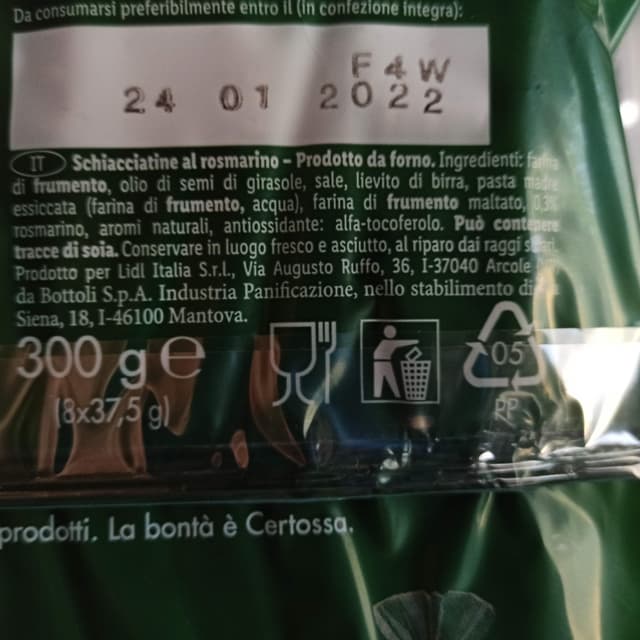 Da consumarsi preferibilmente entro il (in confezione integra):
F4W
24 01 2022
IT Schiacciatine al rosmarino – Prodotto da forno. Ingredienti: farina
di frumento, olio di semi di girasole, sale, lievito di birra, pasta madre
essiccata (farina di frumento, acqua), farina di frumento maltato, 0.3%
rosmarino, aromi naturali, antiossidante: alfa-tocoferolo. Può contenere
tracce di soia. Conservare in luogo fresco e asciutto, al riparo dai raggi solari.
Prodotto per Lidl Italia S.r.l., Via Augusto Ruffo, 36, I-37040 Arcole
da Bottoli S.p.A. Industria Panificazione, nello stabilimento di
Siena, 18, I-46100 Mantova.
300 g e
(8x37,5 g)
05
PP
prodotti. La bontà è Certossa.